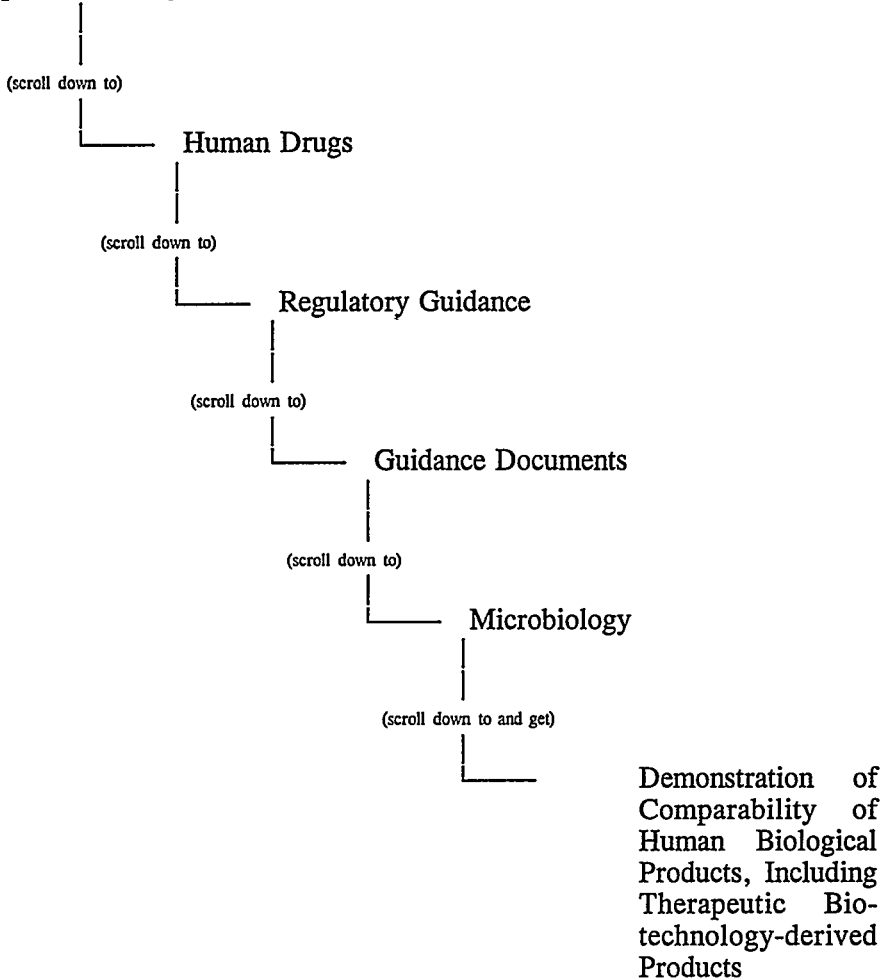 (scroll down to)
Human Drugs
(scroll down to)
Regulatory Guidance
(scroll down to)
Guidance Documents
(scroll down to)
Microbiology
(scroll down to and get)
Demonstration of
Comparability of
Human Biological
Products, Including
Therapeutic Bio-
technology-derived
Products